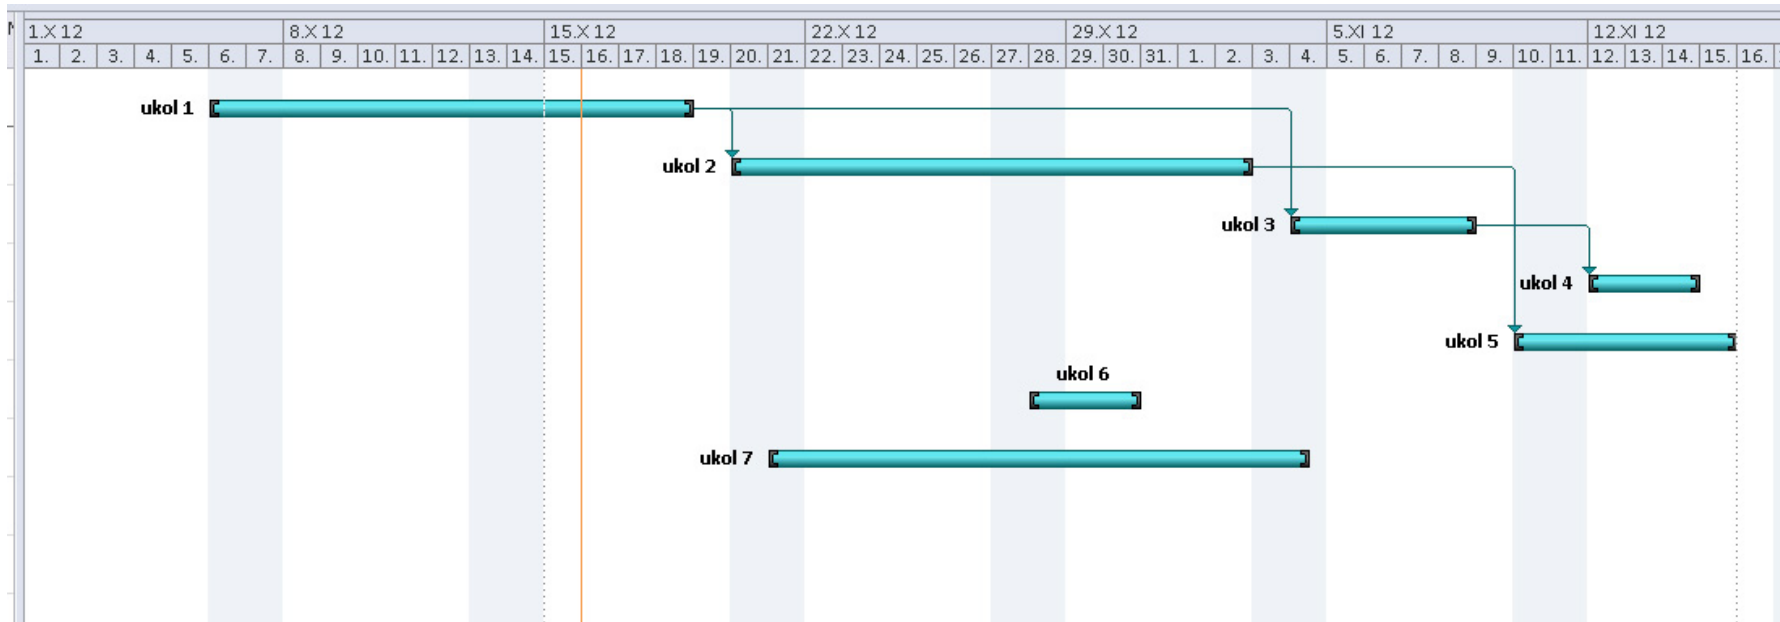 1.X 12 8.X 12 15.X 12 22.X 12 29.X 12 5.XI 12 12.XI 12
1. 2. 3. 4. 5. 6. 7. 8. 9. 10. 11. 12. 13. 14. 15. 16. 17. 18. 19. 20. 21. 22. 23. 24. 25. 26. 27. 28. 29. 30. 31. 1. 2. 3. 4. 5. 6. 7. 8. 9. 10. 11. 12. 13. 14. 15. 16.
ukol 1
ukol 2
ukol 3
ukol 4
ukol 5
ukol 6
ukol 7